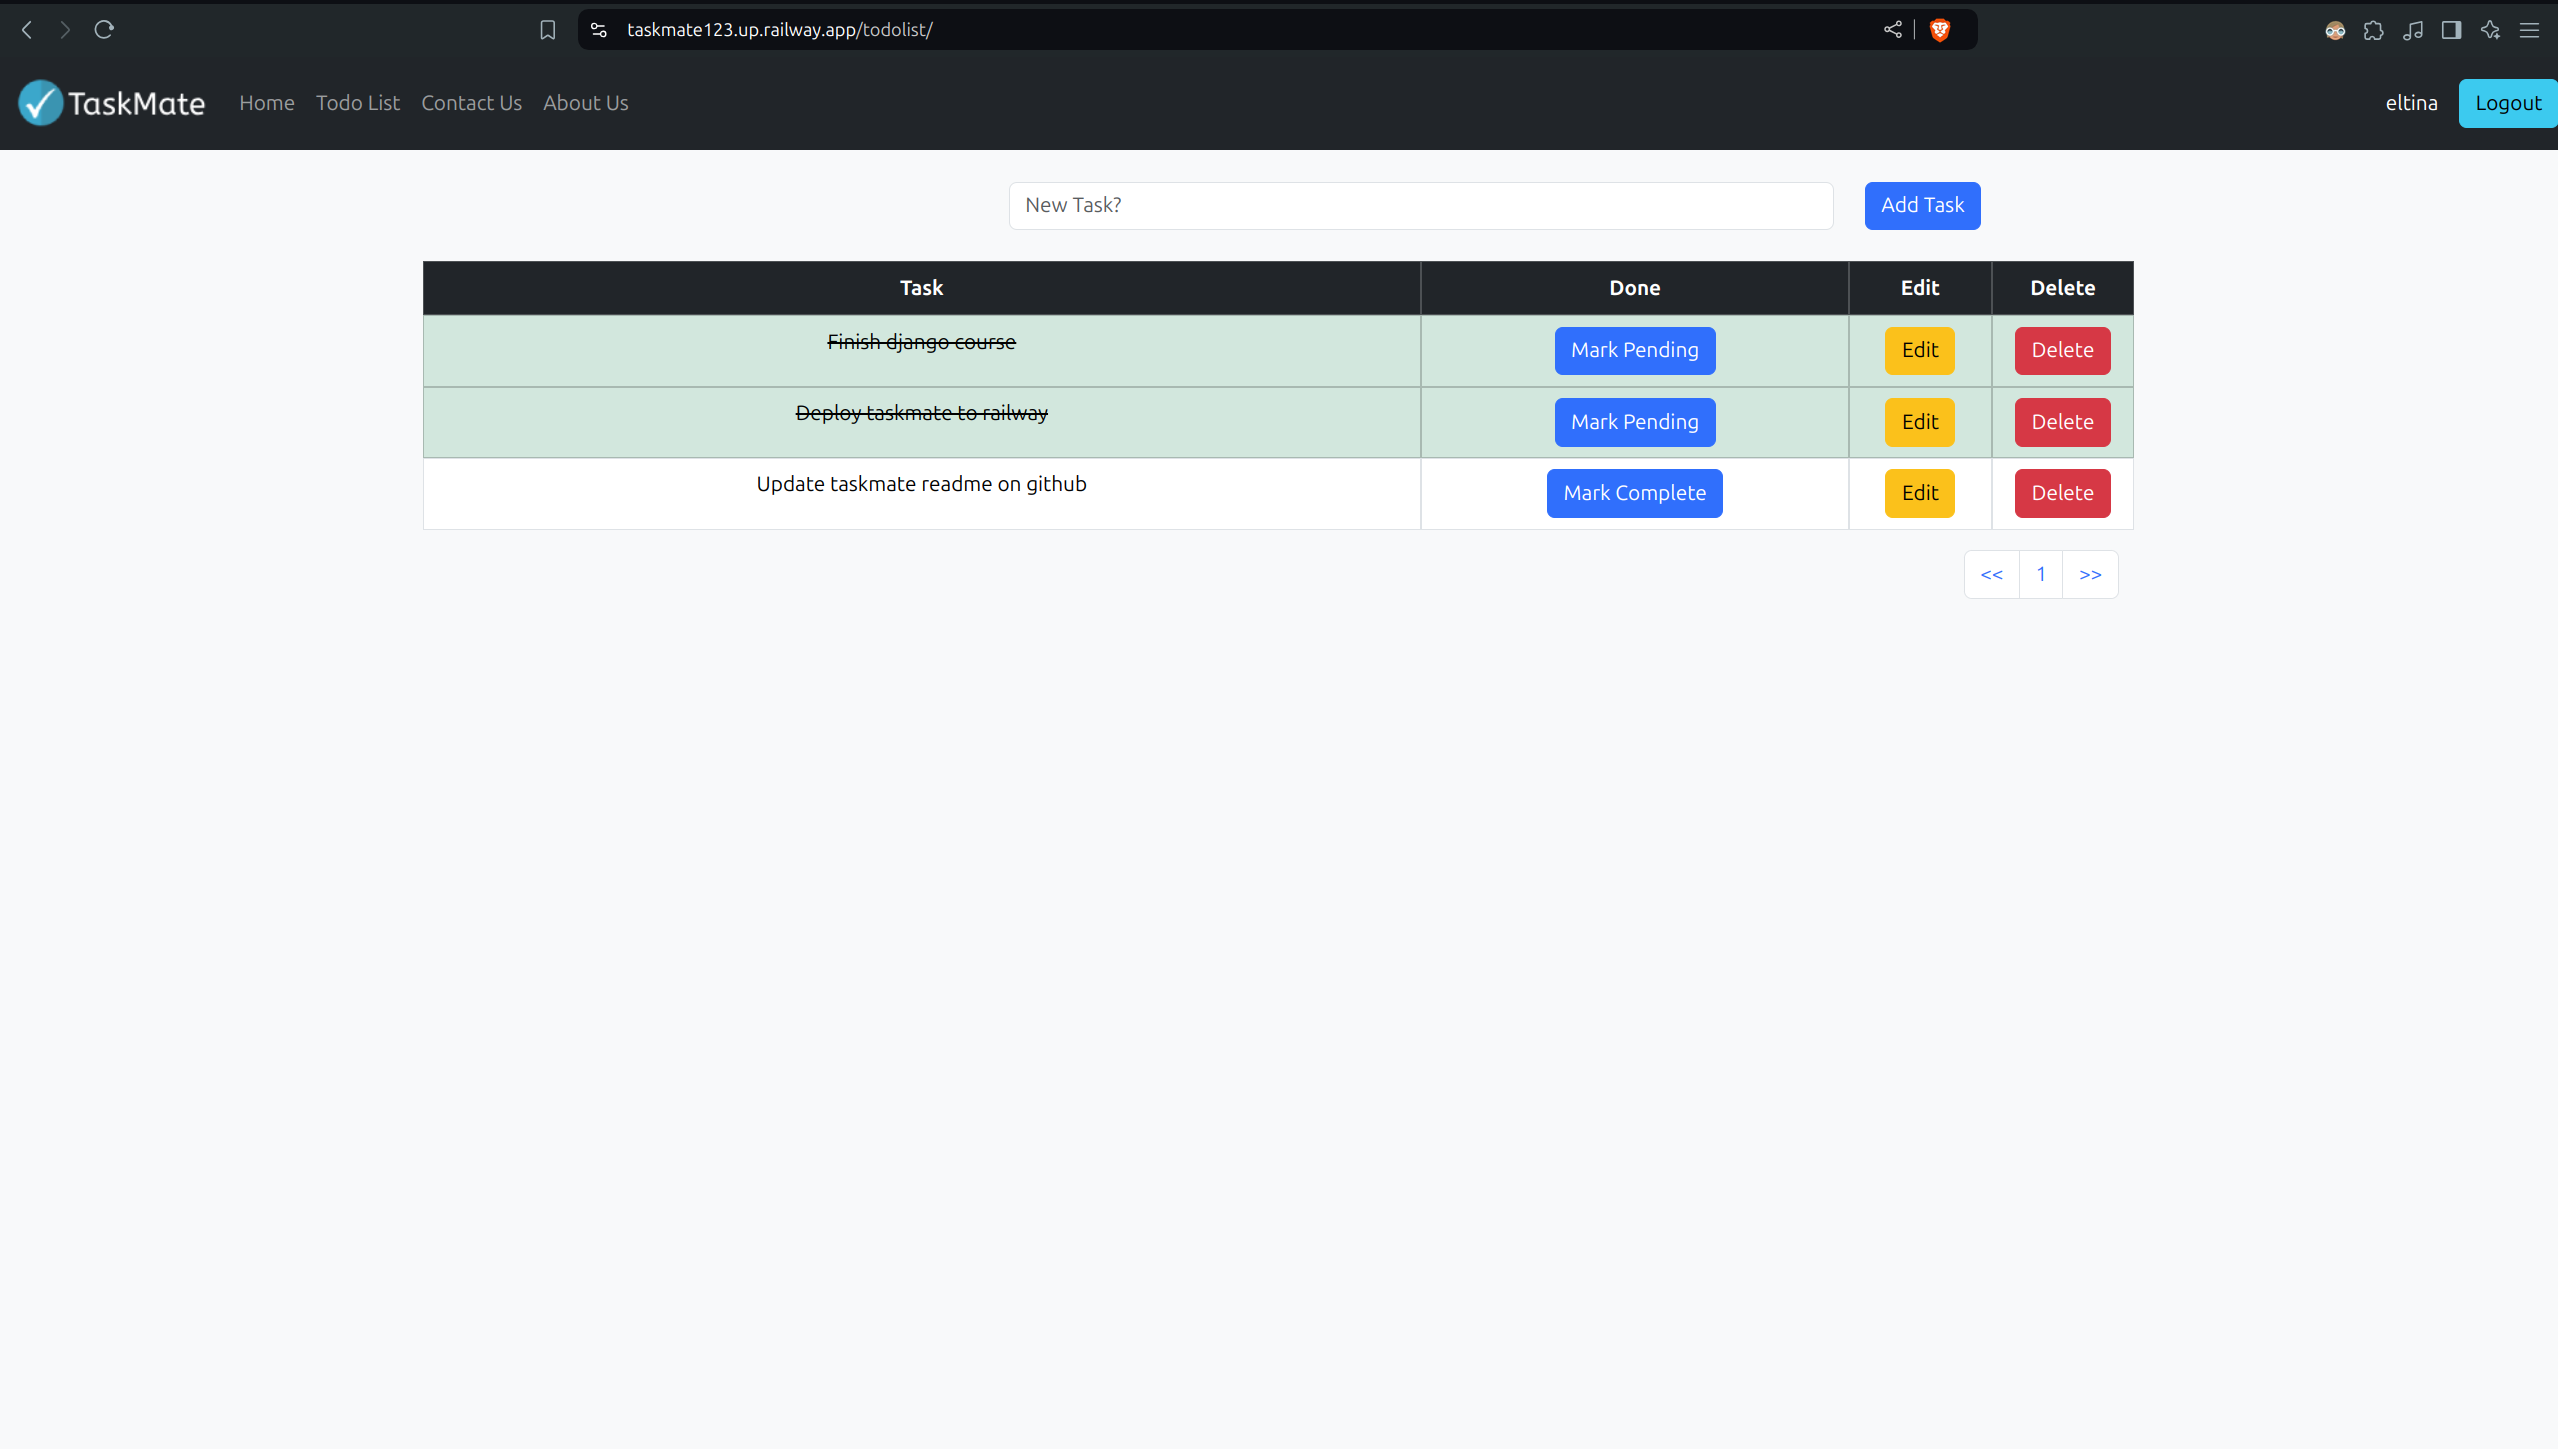 taskmate123.up.railway.app/todolist/
TaskMate Home Todo List Contact Us About Us eltina Logout
New Task? Add Task
Task Done Edit Delete
Finish django course Mark Pending Edit Delete
Deploy taskmate to railway Mark Pending Edit Delete
Update taskmate readme on github Mark Complete Edit Delete
<< 1 >>